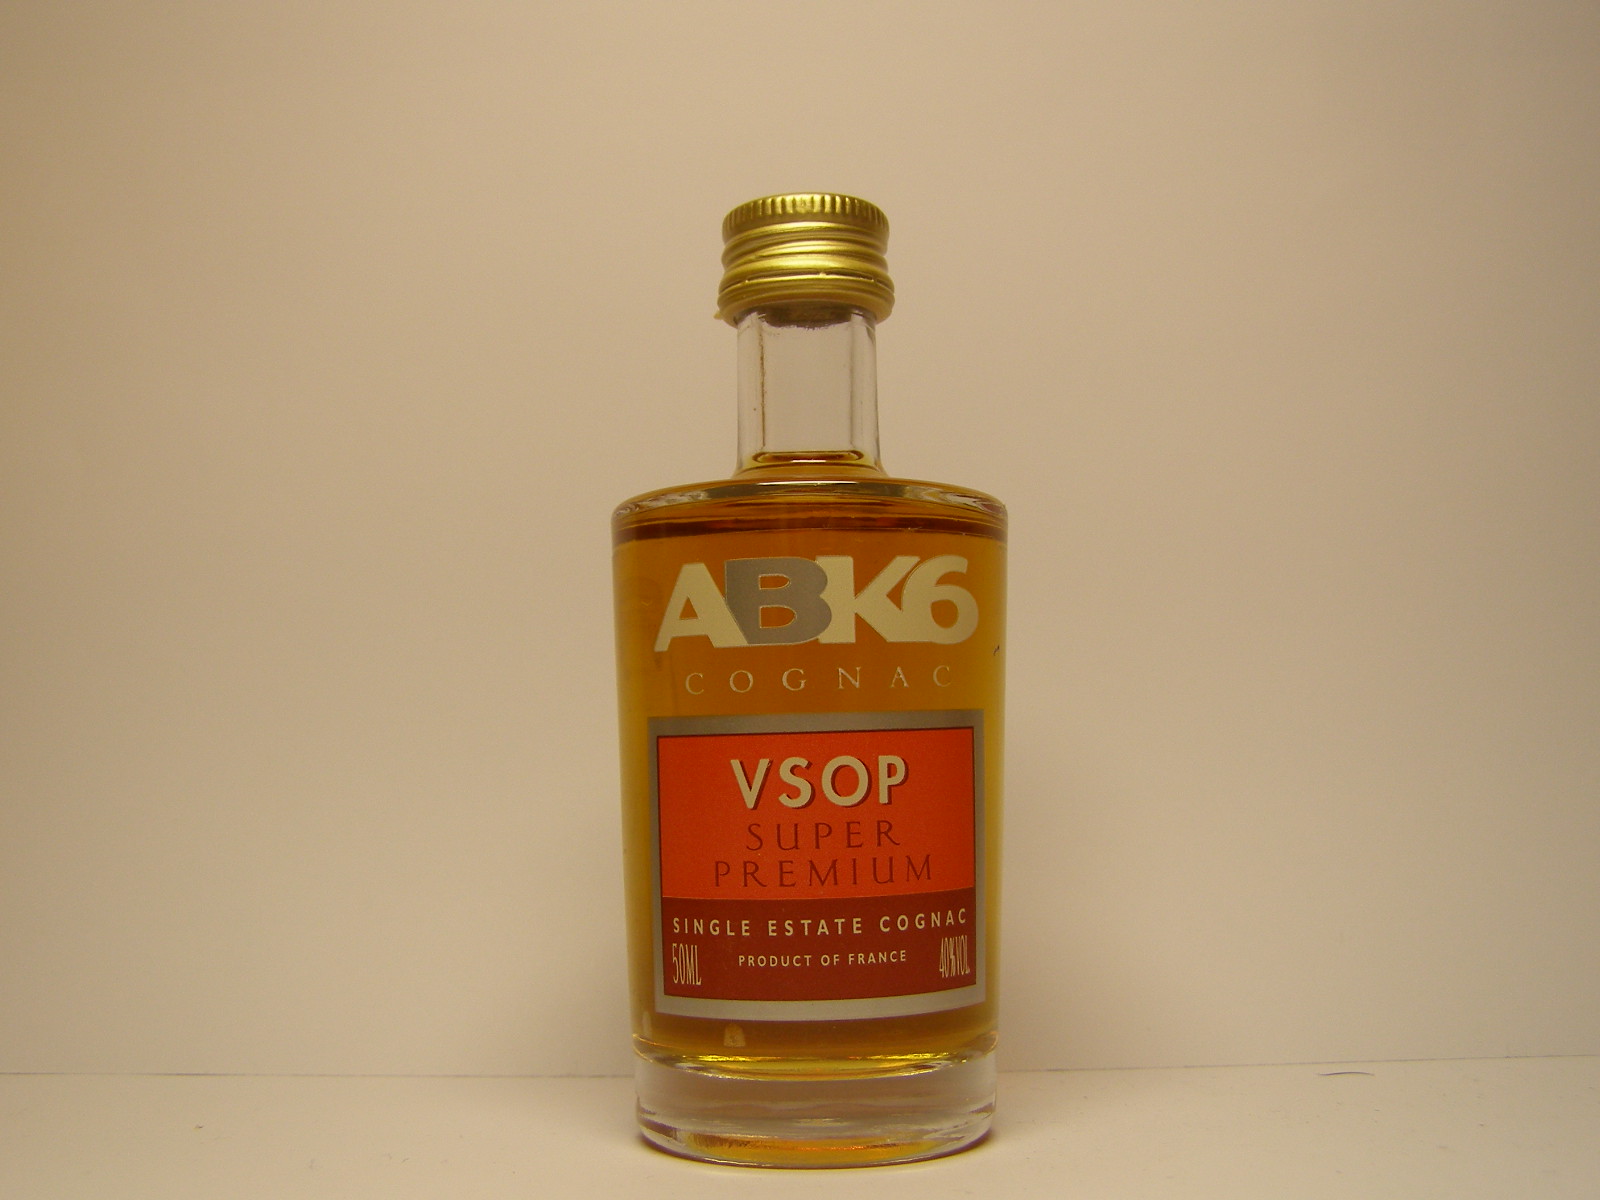 ABK6
COGNAC
VSOP
SUPER
PREMIUM
SINGLE ESTATE COGNAC
50ML PRODUCT OF FRANCE 40%VOL.